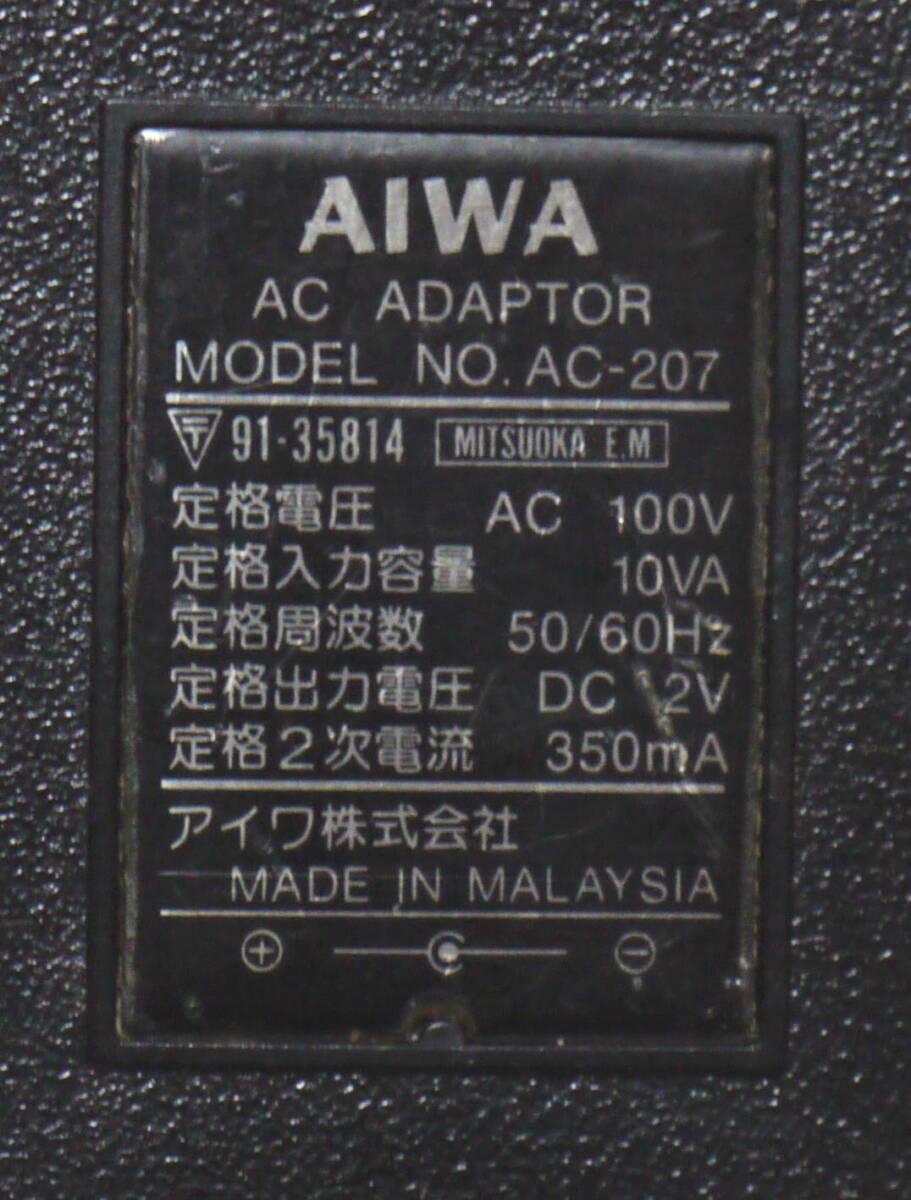 AIWA
AC ADAPTOR
MODEL NO. AC-207
〒 91-35814 MITSUOKA E.M
定格電圧 AC 100V
定格入力容量 10VA
定格周波数 50/60Hz
定格出力電圧 DC 2V
定格2次電流 350mA
アイワ株式会社
MADE IN MALAYSIA